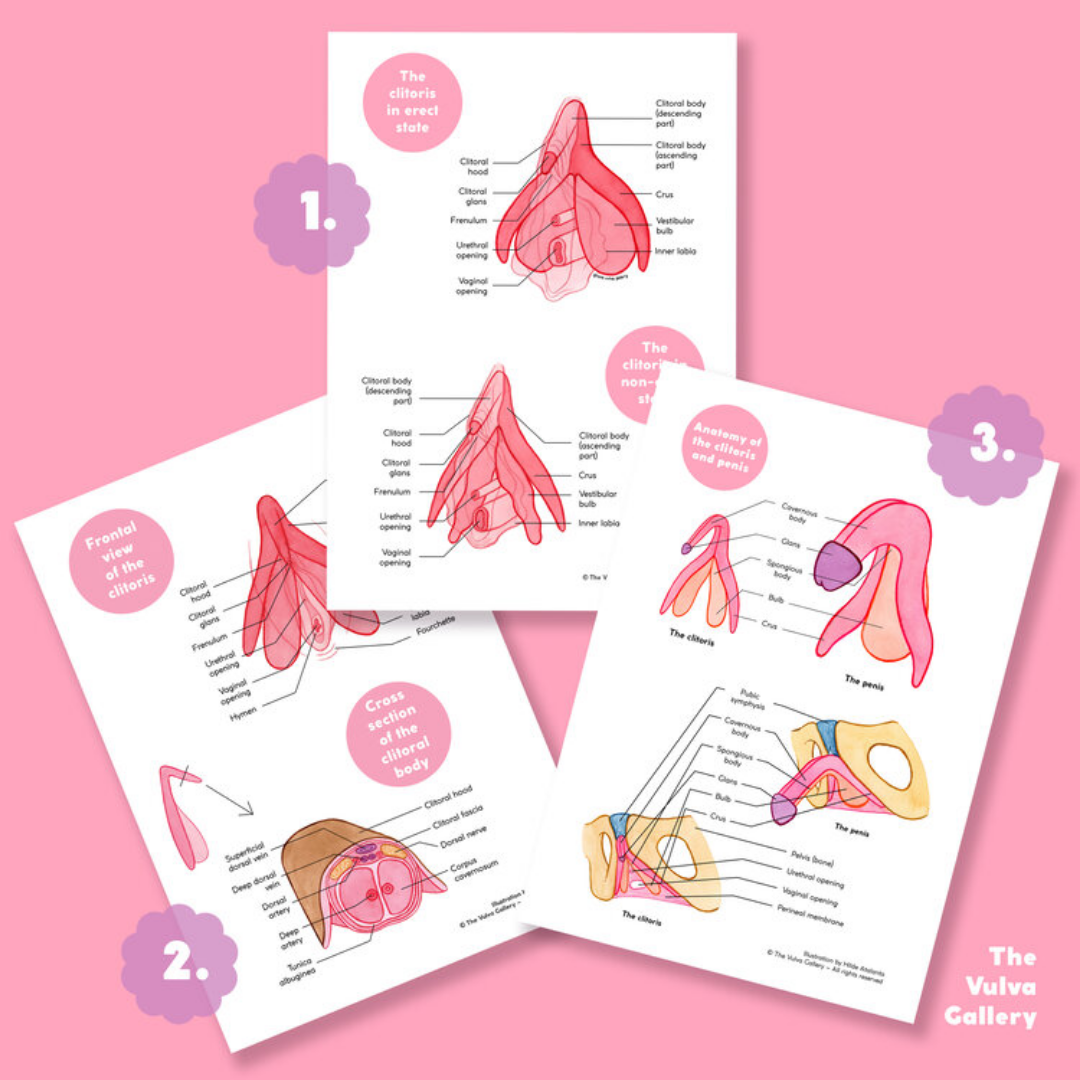 The
clitoris
in erect
state
Clitoral body
(descending
part)
Clitoral body
(ascending
part)
Crus
Vestibular
bulb
Inner labia
Clitoral
hood
Clitoral
glans
Frenulum
Urethral
opening
Vaginal
opening
1.
The
clitoris in
non-
Clitoral body
(descending
part)
Clitoral
hood
Clitoral
glans
Frenulum
Urethral
opening
Vaginal
opening
Clitoral body
(ascending
part)
Crus
Vestibular
bulb
Inner labia
© The V
Frontal
view
of the
clitoris
Clitoral
hood
Clitoral
glans
Frenulum
Urethral
opening
Vaginal
opening
Hymen
labia
Fourchette
Cross
section
of the
clitoral
body
Clitoral hood
Clitoral fascia
Dorsal nerve
Corpus
cavernosum
Superficial
dorsal vein
Deep dorsal
vein
Dorsal
artery
Deep
artery
Tunica
albuginea
Illustration
© The Vulva Gallery –
2.
Anatomy of
the clitoris
and penis
3.
Cavernous
body
Glans
Spongious
body
Bulb
Crus
The clitoris
The penis
Pubic
symphysis
Cavernous
body
Spongious
body
Glans
Bulb
Crus
The penis
Pelvis (bone)
Urethral opening
Vaginal opening
Perineal membrane
The clitoris
Illustration by Hilde Atalanta
© The Vulva Gallery – All rights reserved
The
Vulva
Gallery